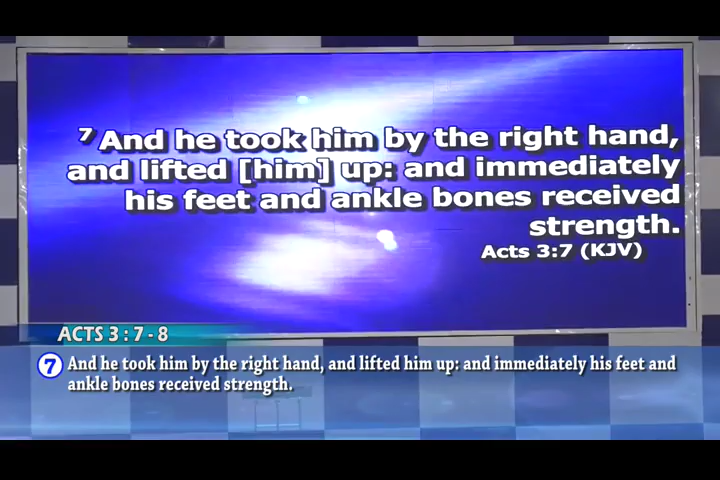 7 And he took him by the right hand,
and lifted [him] up: and immediately
his feet and ankle bones received
strength.
Acts 3:7 (KJV)
ACTS 3 : 7 - 8
7 And he took him by the right hand, and lifted him up: and immediately his feet and
ankle bones received strength.